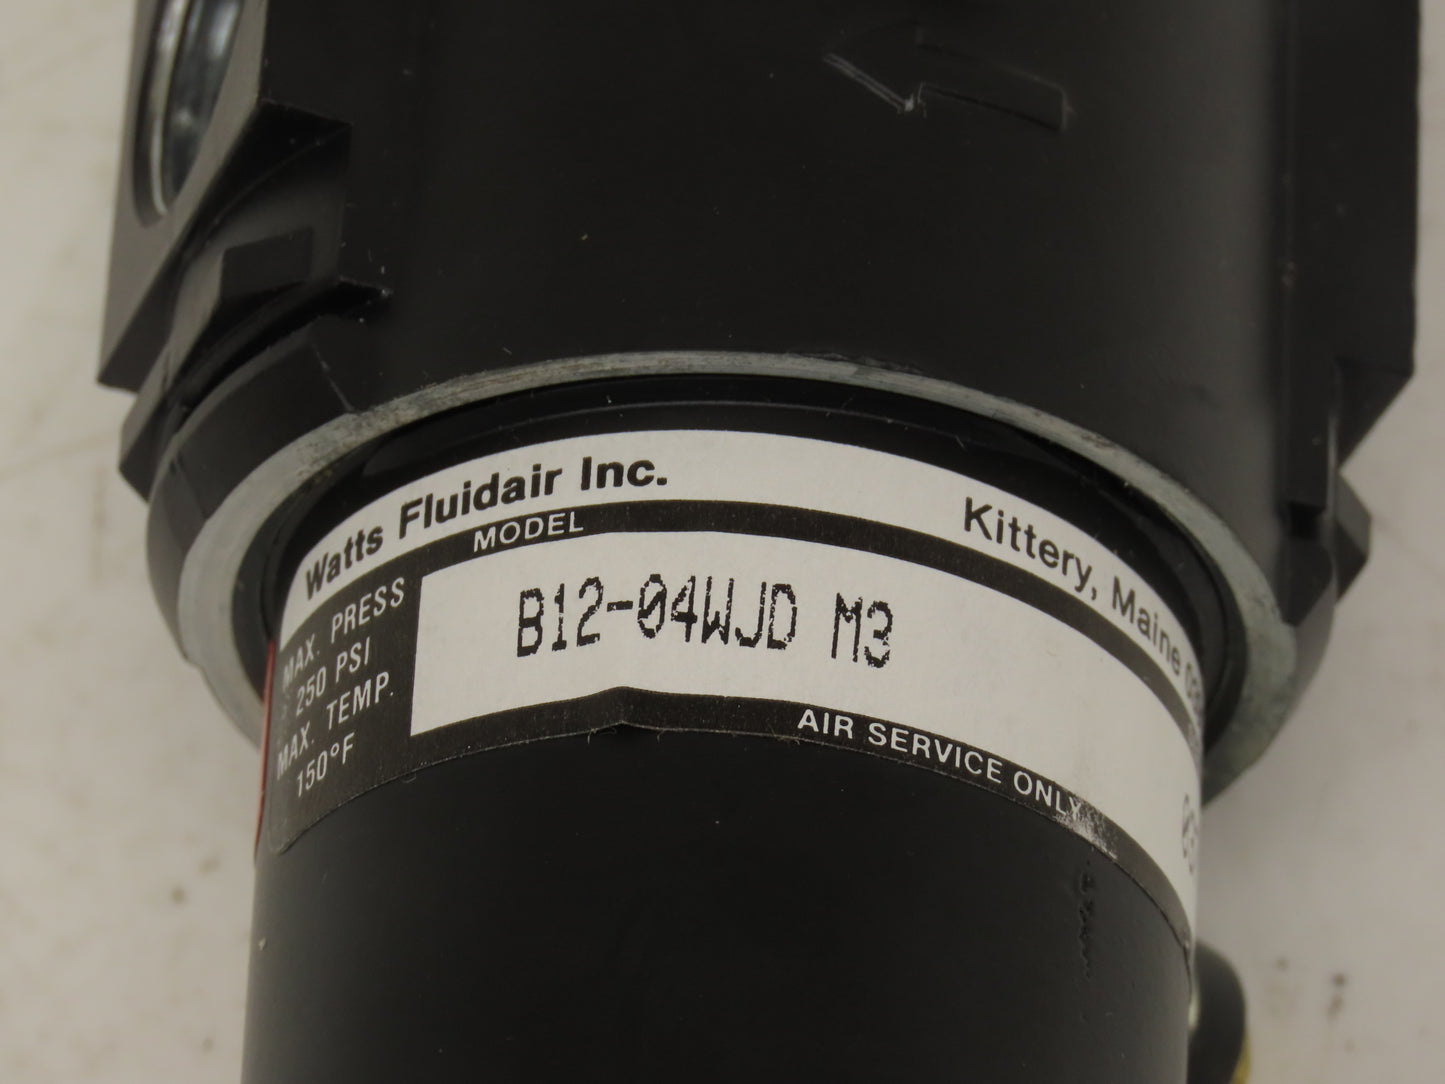 Watts Fluidair Inc.
Kittery, Maine
MODEL
B12-04WJD M3
MAX. PRESS
250 PSI
MAX. TEMP.
150°F
AIR SERVICE ONLY